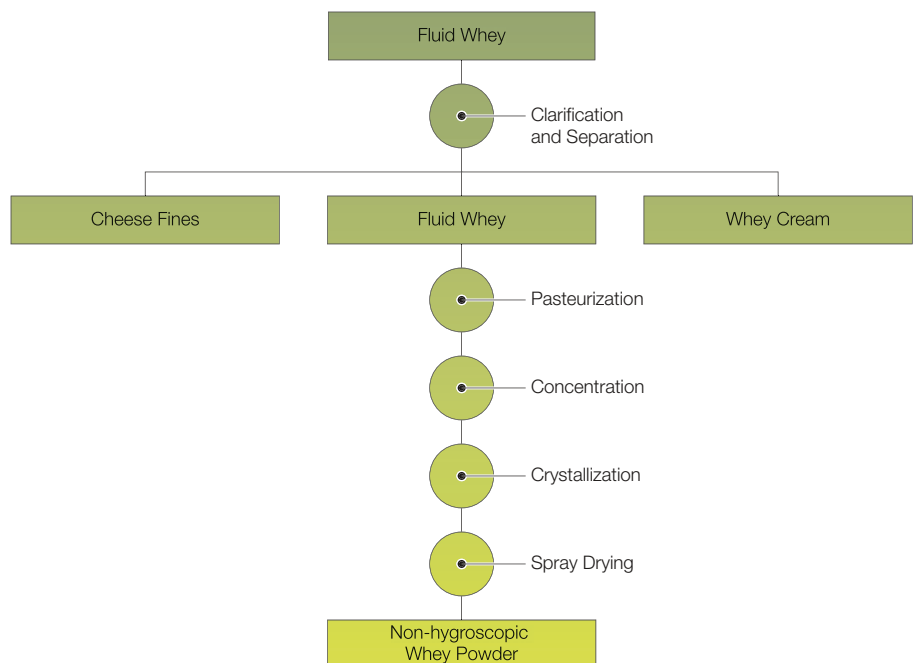 Fluid Whey
Clarification
and Separation
Cheese Fines
Fluid Whey
Whey Cream
Pasteurization
Concentration
Crystallization
Spray Drying
Non-hygroscopic
Whey Powder